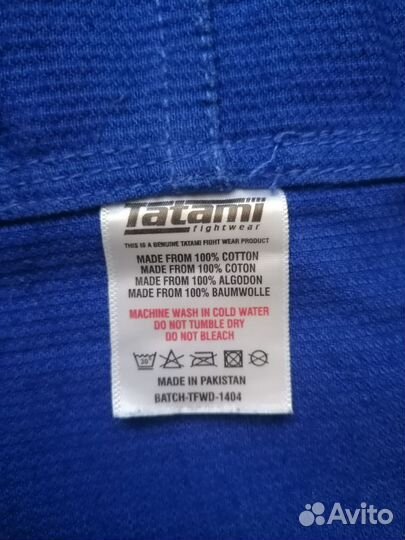 Tatami
fightwear
THIS IS A GENUINE TATAMI FIGHT WEAR PRODUCT
MADE FROM 100% COTTON
MADE FROM 100% COTON
MADE FROM 100% ALGODON
MADE FROM 100% BAUMWOLLE
MACHINE WASH IN COLD WATER
DO NOT TUMBLE DRY
DO NOT BLEACH
30°
MADE IN PAKISTAN
BATCH-TFWD-1404
Avito